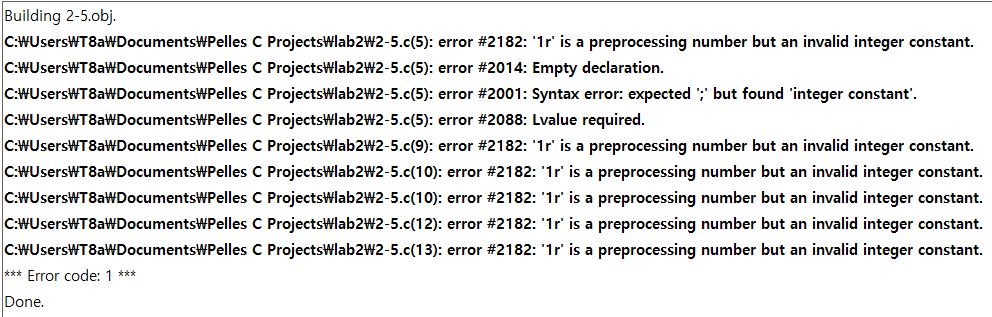 Building 2-5.obj.
C:₩Users₩T8a₩Documents₩Pelles C Projects₩lab2₩2-5.c(5): error #2182: '1r' is a preprocessing number but an invalid integer constant.
C:₩Users₩T8a₩Documents₩Pelles C Projects₩lab2₩2-5.c(5): error #2014: Empty declaration.
C:₩Users₩T8a₩Documents₩Pelles C Projects₩lab2₩2-5.c(5): error #2001: Syntax error: expected ';' but found 'integer constant'.
C:₩Users₩T8a₩Documents₩Pelles C Projects₩lab2₩2-5.c(5): error #2088: Lvalue required.
C:₩Users₩T8a₩Documents₩Pelles C Projects₩lab2₩2-5.c(9): error #2182: '1r' is a preprocessing number but an invalid integer constant.
C:₩Users₩T8a₩Documents₩Pelles C Projects₩lab2₩2-5.c(10): error #2182: '1r' is a preprocessing number but an invalid integer constant.
C:₩Users₩T8a₩Documents₩Pelles C Projects₩lab2₩2-5.c(10): error #2182: '1r' is a preprocessing number but an invalid integer constant.
C:₩Users₩T8a₩Documents₩Pelles C Projects₩lab2₩2-5.c(12): error #2182: '1r' is a preprocessing number but an invalid integer constant.
C:₩Users₩T8a₩Documents₩Pelles C Projects₩lab2₩2-5.c(13): error #2182: '1r' is a preprocessing number but an invalid integer constant.
*** Error code: 1 ***
Done.